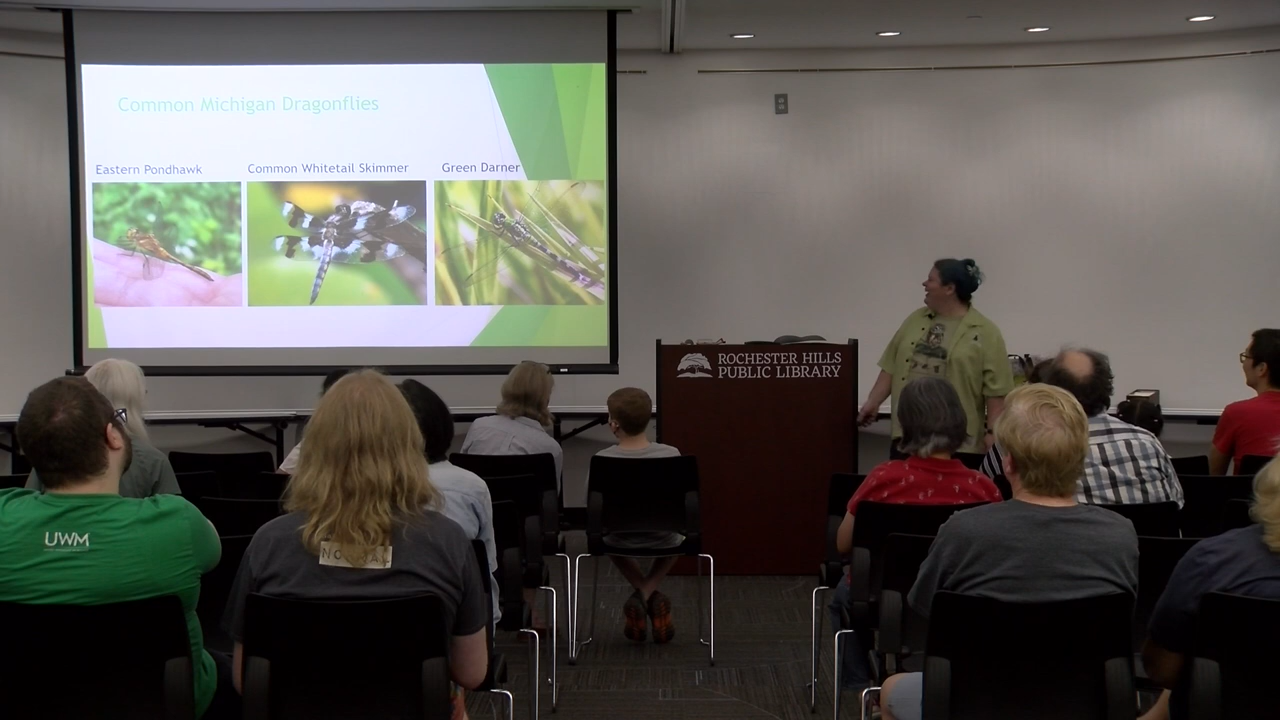 Common Michigan Dragonflies
Eastern Pondhawk
Common Whitetail Skimmer
Green Darner
ROCHESTER HILLS
PUBLIC LIBRARY
UWM